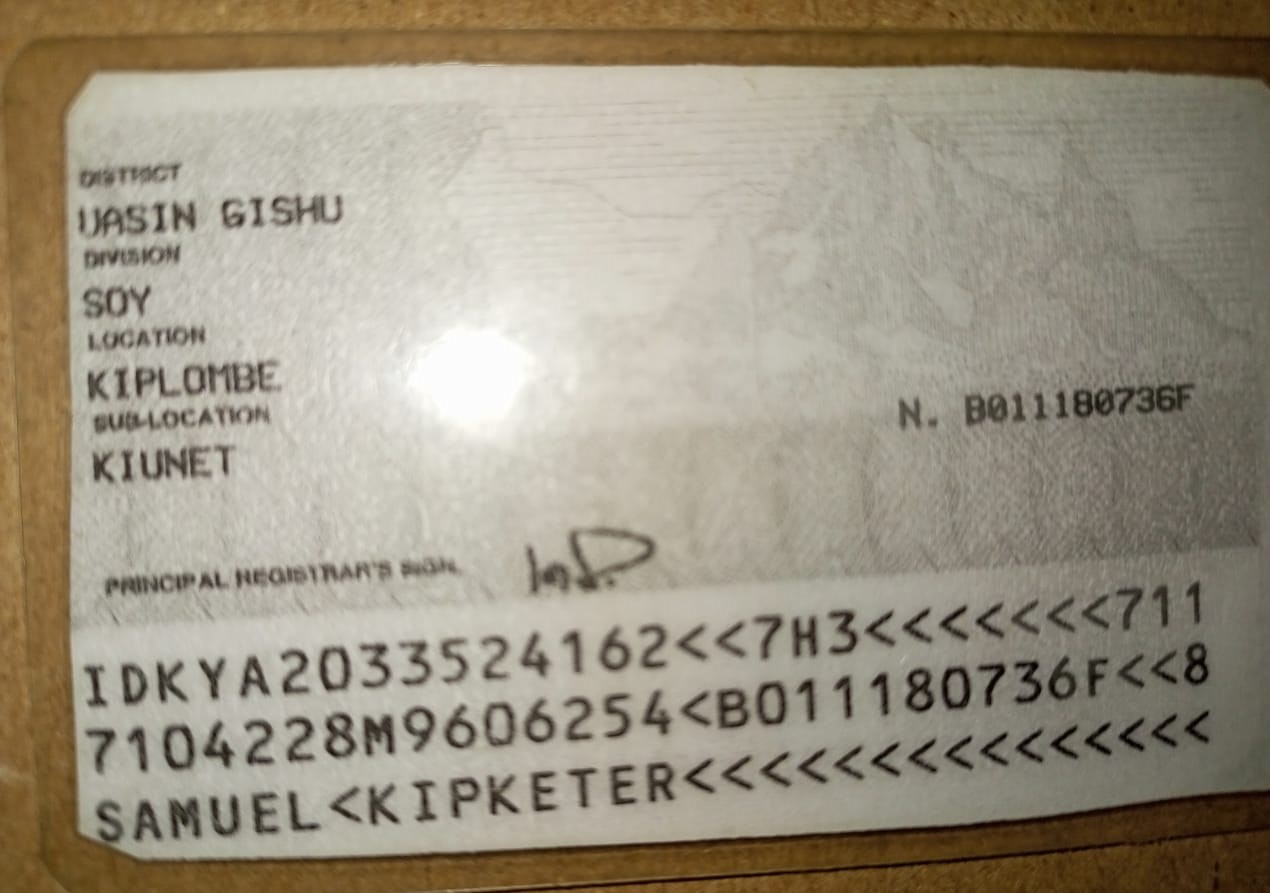 DISTRICT
UASIN GISHU
DIVISION
SOY
LOCATION
KIPLOMBE
SUB-LOCATION
KIUNET
N. B011180736F
PRINCIPAL REGISTRAR'S SIGN.
IDKYA2033524162<<7H3<<<<<<<711
7104228M9606254<B011180736F<<8
SAMUEL<KIPKETER<<<<<<<<<<<<<<<